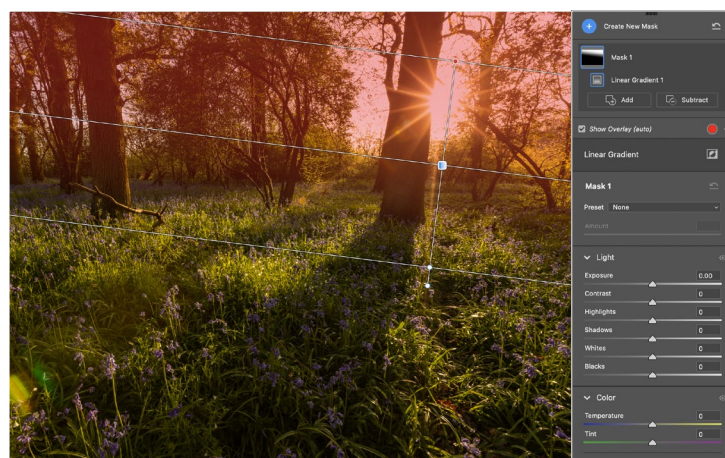 Create New Mask
Mask 1
Linear Gradient 1
Add Subtract
Show Overlay (auto)
Linear Gradient
Mask 1
Preset None
Amount
Light
Exposure 0.00
Contrast 0
Highlights 0
Shadows 0
Whites 0
Blacks 0
Color
Temperature 0
Tint 0